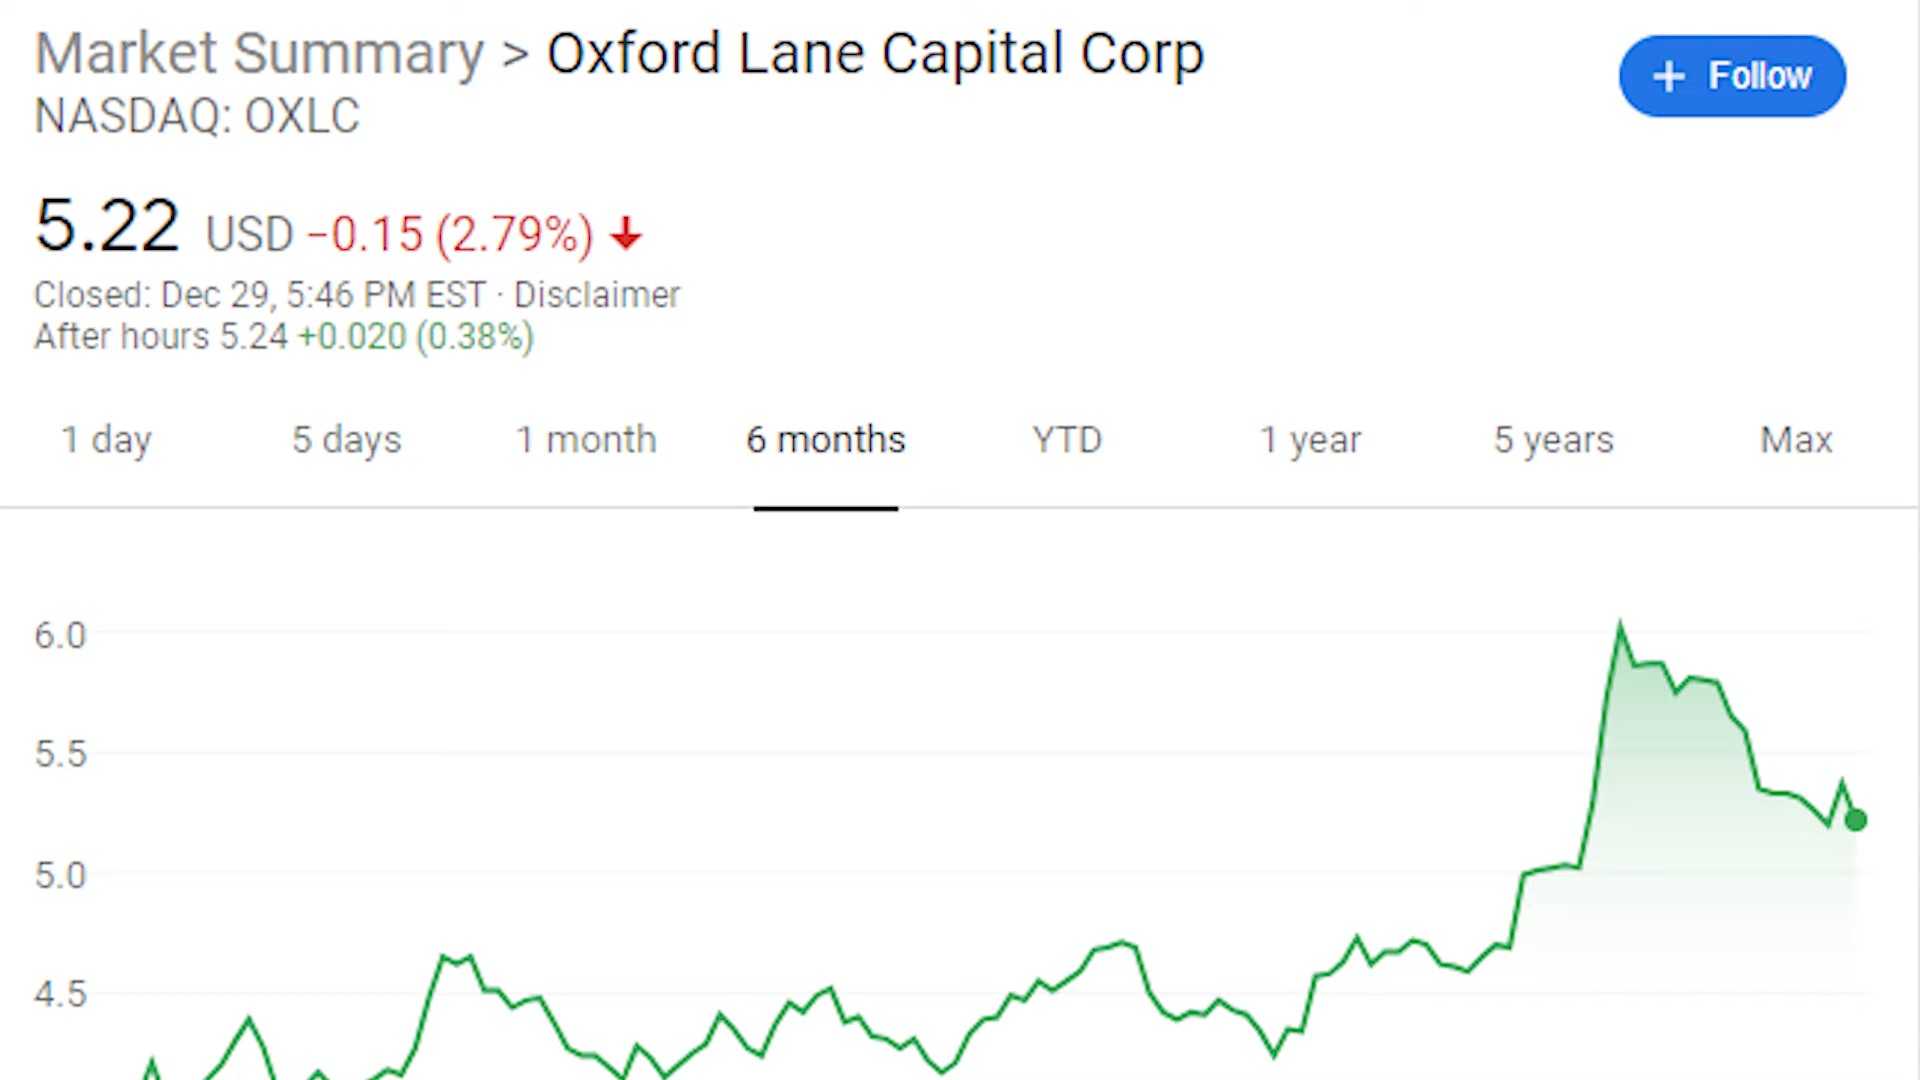 Market Summary > Oxford Lane Capital Corp
NASDAQ: OXLC
+ Follow
5.22 USD −0.15 (2.79%) ↓
Closed: Dec 29, 5:46 PM EST · Disclaimer
After hours 5.24 +0.020 (0.38%)
1 day 5 days 1 month 6 months YTD 1 year 5 years Max
6.0
5.5
5.0
4.5